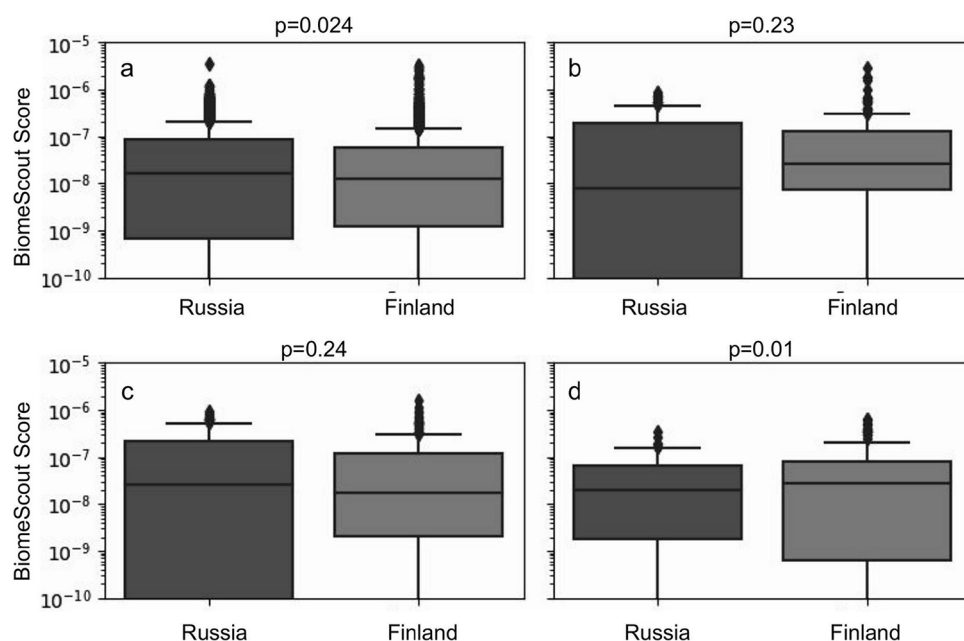 p=0.024
p=0.23
BiomeScout Score
10⁻⁵
10⁻⁶
10⁻⁷
10⁻⁸
10⁻⁹
10⁻¹⁰
a
b
Russia
Finland
Russia
Finland
p=0.24
p=0.01
BiomeScout Score
10⁻⁵
10⁻⁶
10⁻⁷
10⁻⁸
10⁻⁹
10⁻¹⁰
c
d
Russia
Finland
Russia
Finland